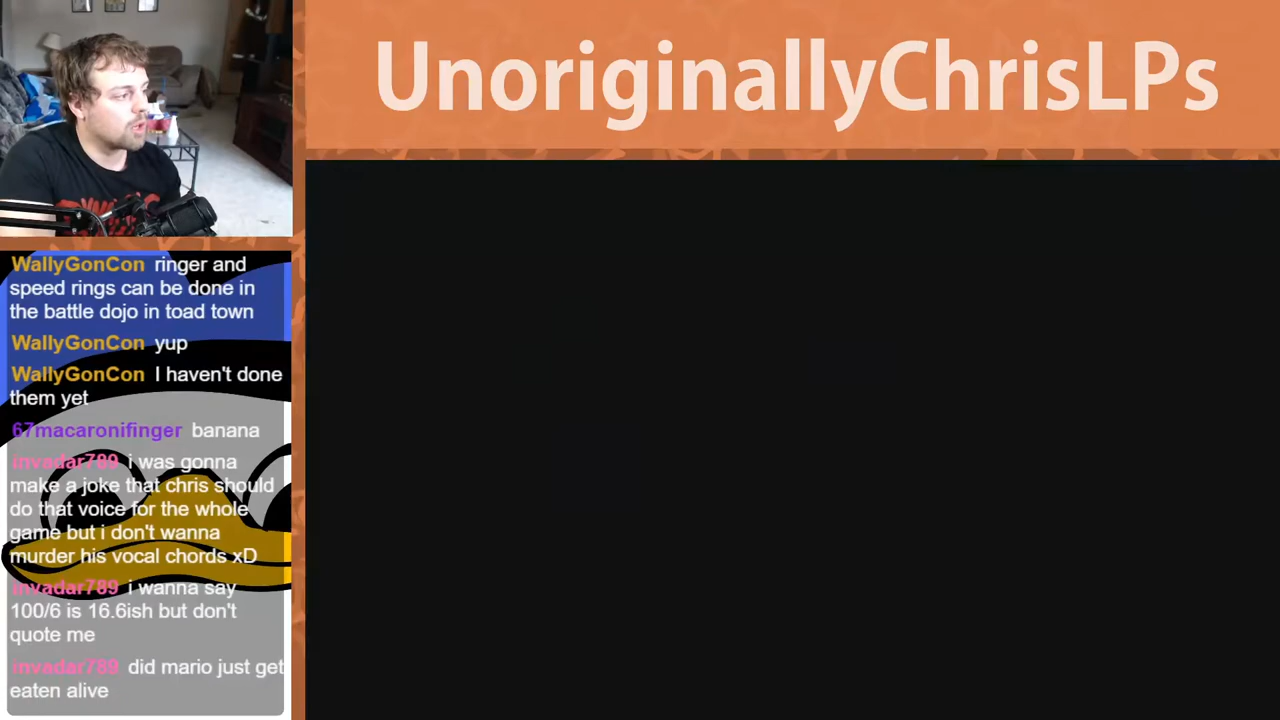 UnoriginallyChrisLPs
WallyGonCon ringer and
speed rings can be done in
the battle dojo in toad town
WallyGonCon yup
WallyGonCon I haven't done
them yet
67macaronifinger banana
invadar789 i was gonna
make a joke that chris should
do that voice for the whole
game but i don't wanna
murder his vocal chords xD
invadar789 i wanna say
100/6 is 16.6ish but don't
quote me
invadar789 did mario just get
eaten alive